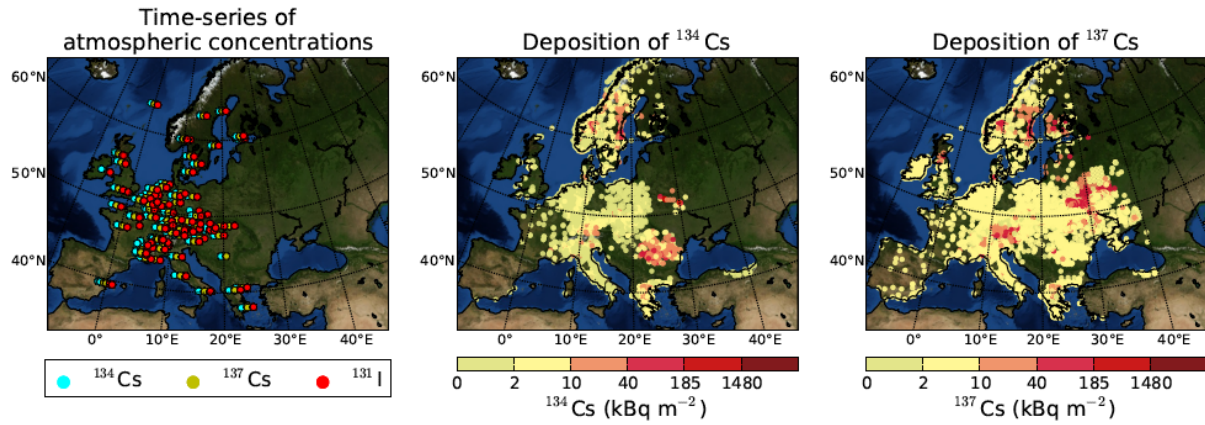 Time-series of
atmospheric concentrations
60°N
50°N
40°N
0°
10°E
20°E
30°E
40°E
¹³⁴Cs
¹³⁷Cs
¹³¹I
Deposition of ¹³⁴Cs
60°N
50°N
40°N
0°
10°E
20°E
30°E
40°E
0
2
10
40
185
1480
¹³⁴Cs (kBq m⁻²)
Deposition of ¹³⁷Cs
60°N
50°N
40°N
0°
10°E
20°E
30°E
40°E
0
2
10
40
185
1480
¹³⁷Cs (kBq m⁻²)